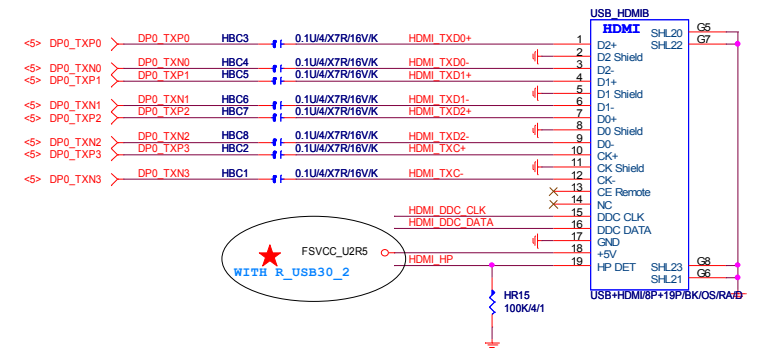 USB_HDMIB
HDMI
<5> DP0_TXP0 DP0_TXP0 HBC3 0.1U/4/X7R/16V/K HDMI_TXD0+ 1 D2+ SHL20 G5
2 D2 Shield SHL22 G7
<5> DP0_TXN0 DP0_TXN0 HBC4 0.1U/4/X7R/16V/K HDMI_TXD0- 3 D2-
<5> DP0_TXP1 DP0_TXP1 HBC5 0.1U/4/X7R/16V/K HDMI_TXD1+ 4 D1+
5 D1 Shield
<5> DP0_TXN1 DP0_TXN1 HBC6 0.1U/4/X7R/16V/K HDMI_TXD1- 6 D1-
<5> DP0_TXP2 DP0_TXP2 HBC7 0.1U/4/X7R/16V/K HDMI_TXD2+ 7 D0+
8 D0 Shield
<5> DP0_TXN2 DP0_TXN2 HBC8 0.1U/4/X7R/16V/K HDMI_TXD2- 9 D0-
<5> DP0_TXP3 DP0_TXP3 HBC2 0.1U/4/X7R/16V/K HDMI_TXC+ 10 CK+
11 CK Shield
<5> DP0_TXN3 DP0_TXN3 HBC1 0.1U/4/X7R/16V/K HDMI_TXC- 12 CK-
13 CE Remote
14 NC
HDMI_DDC_CLK 15 DDC CLK
HDMI_DDC_DATA 16 DDC DATA
17 GND
FSVCC_U2R5 18 +5V
HDMI_HP 19 HP DET SHL23 G8
WITH R_USB30_2 SHL21 G6
HR15 USB+HDMI/8P+19P/BK/OS/RA/D
100K/4/1